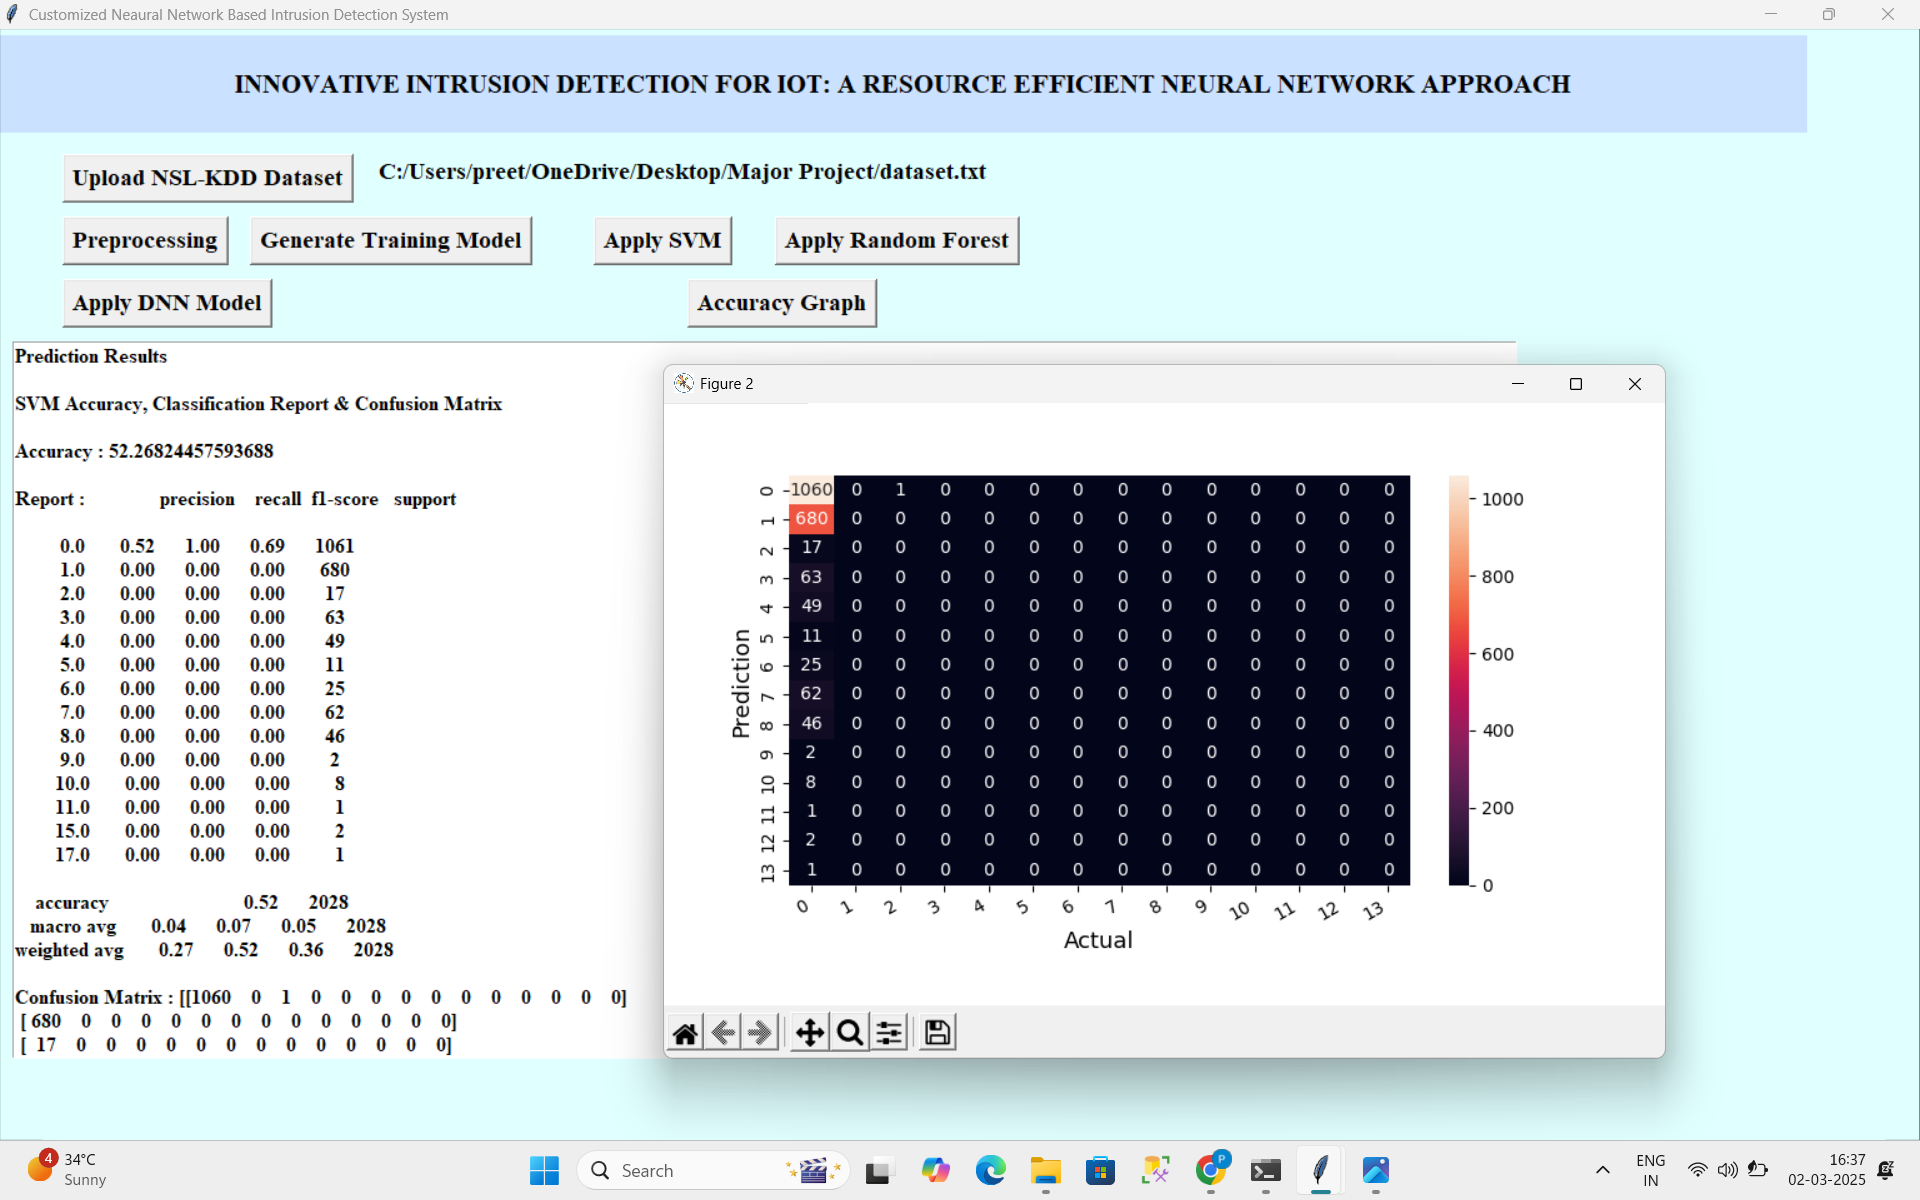 Customized Neaural Network Based Intrusion Detection System
INNOVATIVE INTRUSION DETECTION FOR IOT: A RESOURCE EFFICIENT NEURAL NETWORK APPROACH
Upload NSL-KDD Dataset C:/Users/preet/OneDrive/Desktop/Major Project/dataset.txt
Preprocessing Generate Training Model Apply SVM Apply Random Forest
Apply DNN Model Accuracy Graph
Prediction Results
SVM Accuracy, Classification Report & Confusion Matrix
Accuracy : 52.26824457593688
Report : precision recall f1-score support
0.0 0.52 1.00 0.69 1061
1.0 0.00 0.00 0.00 680
2.0 0.00 0.00 0.00 17
3.0 0.00 0.00 0.00 63
4.0 0.00 0.00 0.00 49
5.0 0.00 0.00 0.00 11
6.0 0.00 0.00 0.00 25
7.0 0.00 0.00 0.00 62
8.0 0.00 0.00 0.00 46
9.0 0.00 0.00 0.00 2
10.0 0.00 0.00 0.00 8
11.0 0.00 0.00 0.00 1
15.0 0.00 0.00 0.00 2
17.0 0.00 0.00 0.00 1
accuracy 0.52 2028
macro avg 0.04 0.07 0.05 2028
weighted avg 0.27 0.52 0.36 2028
Confusion Matrix : [[1060 0 1 0 0 0 0 0 0 0 0 0 0 0]
[ 680 0 0 0 0 0 0 0 0 0 0 0 0 0]
[ 17 0 0 0 0 0 0 0 0 0 0 0 0 0]
Figure 2
Prediction
0 1060 0 1 0 0 0 0 0 0 0 0 0 0 0
1 680 0 0 0 0 0 0 0 0 0 0 0 0 0
2 17 0 0 0 0 0 0 0 0 0 0 0 0 0
3 63 0 0 0 0 0 0 0 0 0 0 0 0 0
4 49 0 0 0 0 0 0 0 0 0 0 0 0 0
5 11 0 0 0 0 0 0 0 0 0 0 0 0 0
6 25 0 0 0 0 0 0 0 0 0 0 0 0 0
7 62 0 0 0 0 0 0 0 0 0 0 0 0 0
8 46 0 0 0 0 0 0 0 0 0 0 0 0 0
9 2 0 0 0 0 0 0 0 0 0 0 0 0 0
10 8 0 0 0 0 0 0 0 0 0 0 0 0 0
11 1 0 0 0 0 0 0 0 0 0 0 0 0 0
12 2 0 0 0 0 0 0 0 0 0 0 0 0 0
13 1 0 0 0 0 0 0 0 0 0 0 0 0 0
0 1 2 3 4 5 6 7 8 9 10 11 12 13
Actual
1000
800
600
400
200
0
4
34°C
Sunny
Search
P
ENG
IN
16:37
02-03-2025